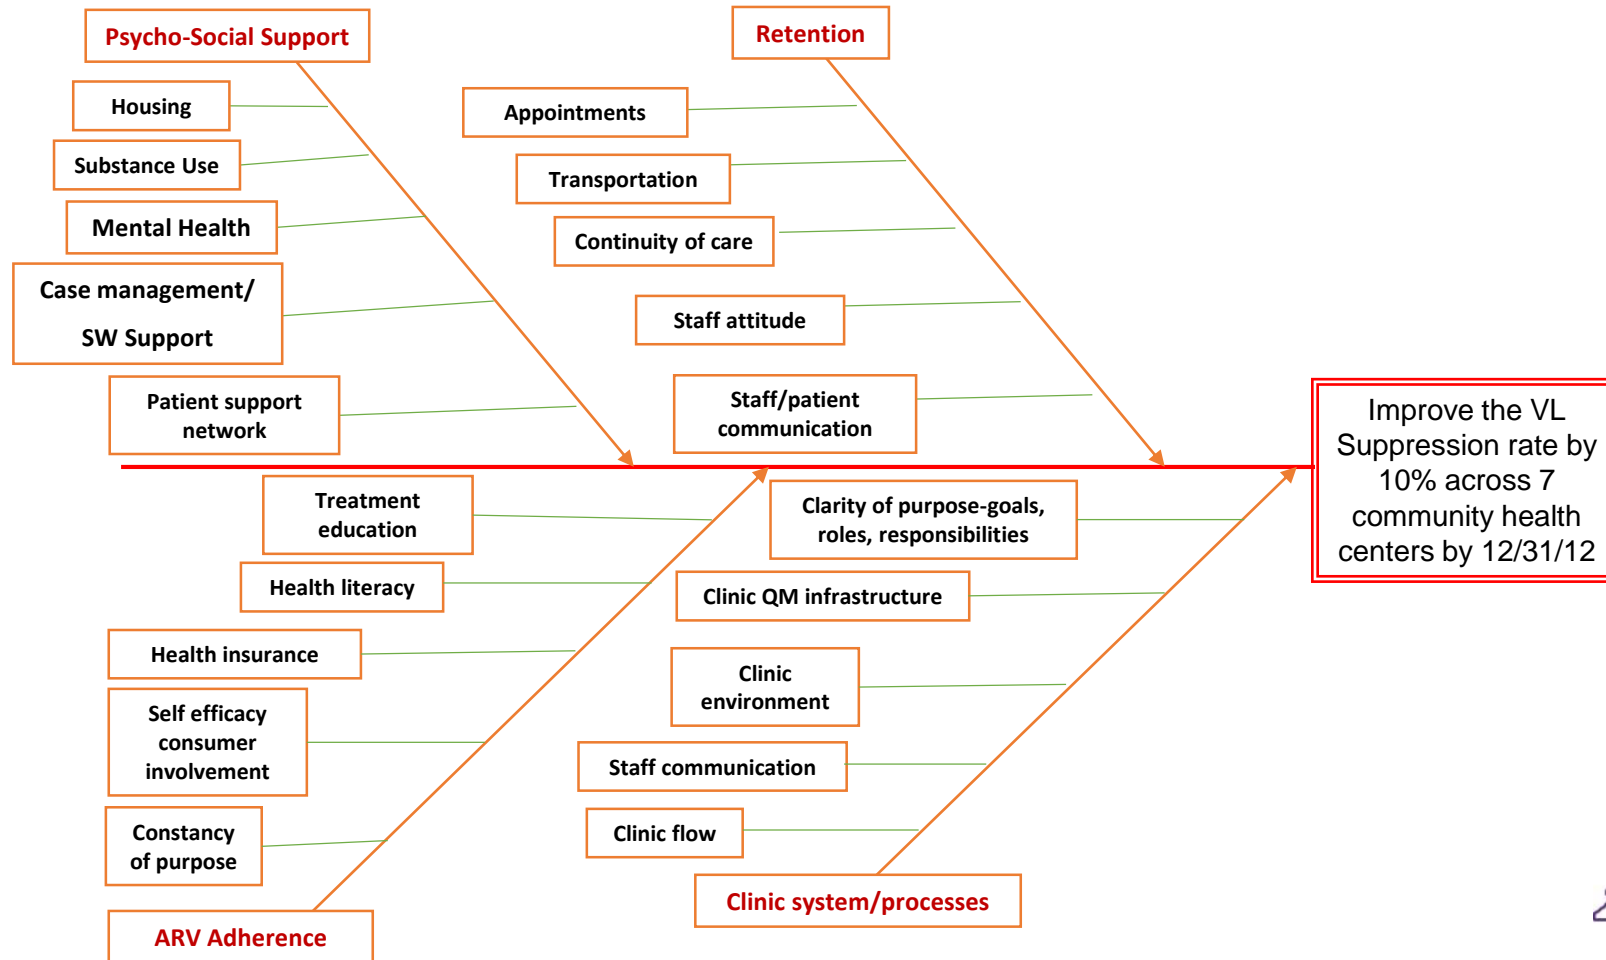 Psycho-Social Support
Housing
Substance Use
Mental Health
Case management/
SW Support
Patient support
network
Retention
Appointments
Transportation
Continuity of care
Staff attitude
Staff/patient
communication
Treatment
education
Health literacy
Health insurance
Self efficacy
consumer
involvement
Constancy
of purpose
ARV Adherence
Clarity of purpose-goals,
roles, responsibilities
Clinic QM infrastructure
Clinic
environment
Staff communication
Clinic flow
Clinic system/processes
Improve the VL
Suppression rate by
10% across 7
community health
centers by 12/31/12